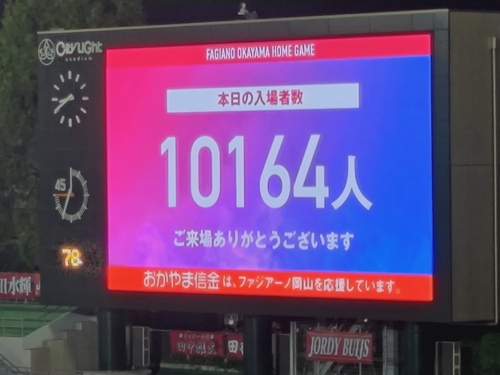 CITY LIGHT
stadium
FAGIANO OKAYAMA HOME GAME
本日の入場者数
10164人
ご来場ありがとうございます
おかやま信金は、ファジアーノ岡山を応援しています。
45
78
JORDY BUIJS